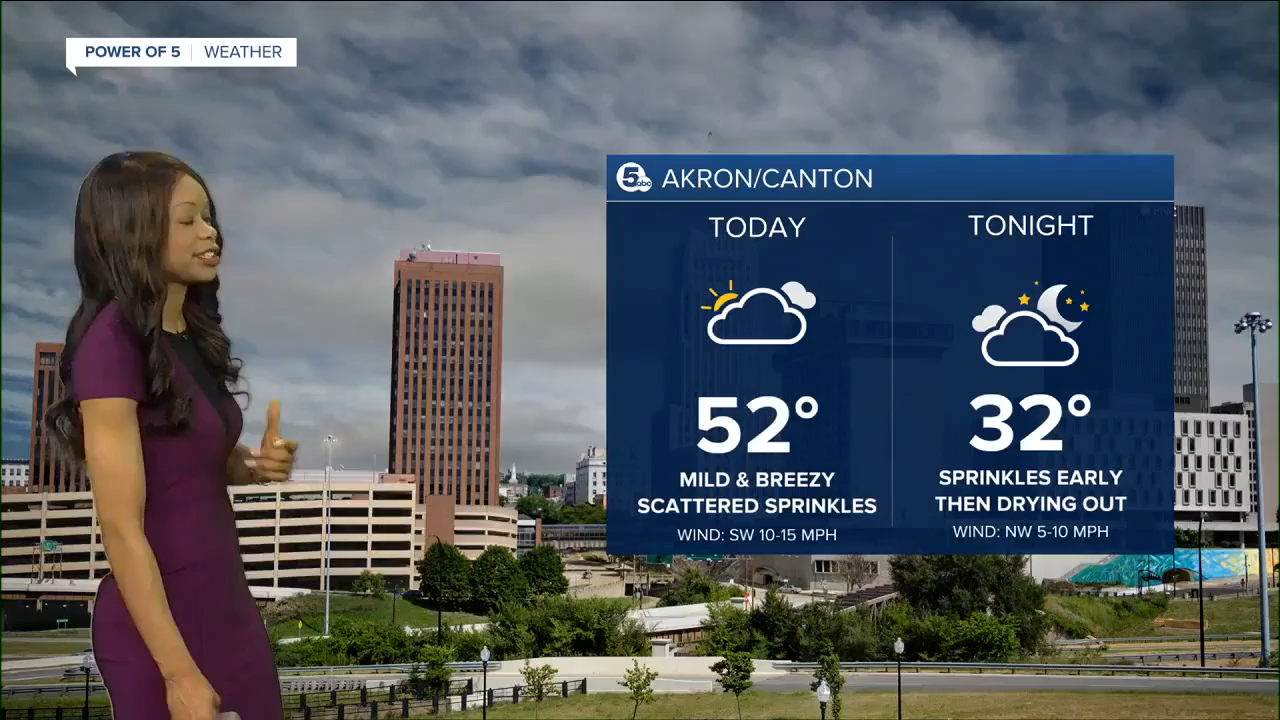 POWER OF 5 | WEATHER
5abc AKRON/CANTON
TODAY
52°
MILD & BREEZY
SCATTERED SPRINKLES
WIND: SW 10-15 MPH
TONIGHT
32°
SPRINKLES EARLY
THEN DRYING OUT
WIND: NW 5-10 MPH